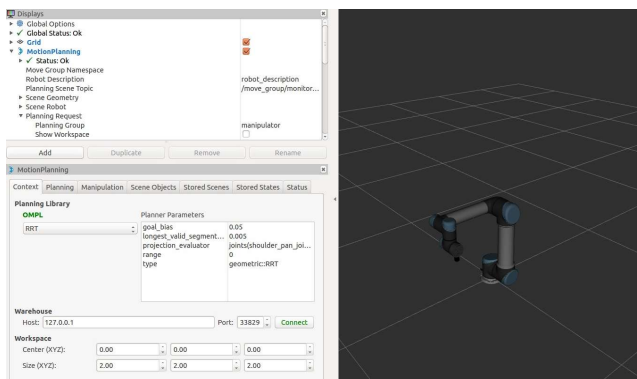 Displays
Global Options
Global Status: Ok
Grid
MotionPlanning
Status: Ok
Move Group Namespace
Robot Description robot_description
Planning Scene Topic /move_group/monitor...
Scene Geometry
Scene Robot
Planning Request
Planning Group manipulator
Show Workspace
Add Duplicate Remove Rename
MotionPlanning
Context Planning Manipulation Scene Objects Stored Scenes Stored States Status
Planning Library
OMPL Planner Parameters
RRT
goal_bias 0.05
longest_valid_segment... 0.005
projection_evaluator joints(shoulder_pan_joi...
range 0
type geometric::RRT
Warehouse
Host: 127.0.0.1 Port: 33829 Connect
Workspace
Center (XYZ): 0.00 0.00 0.00
Size (XYZ): 2.00 2.00 2.00